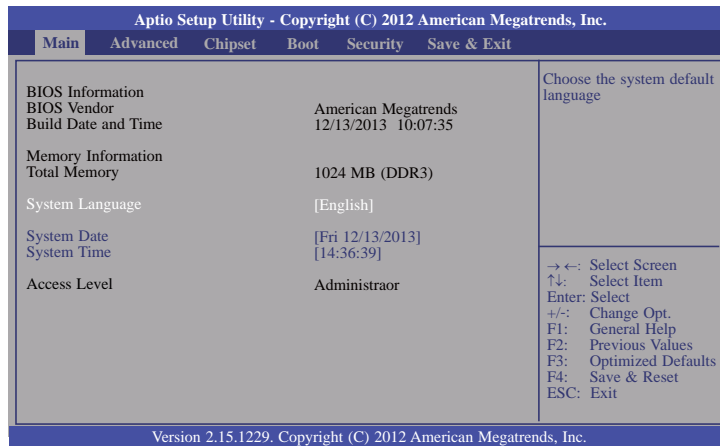 Aptio Setup Utility - Copyright (C) 2012 American Megatrends, Inc.
Main Advanced Chipset Boot Security Save & Exit
BIOS Information
BIOS Vendor American Megatrends
Build Date and Time 12/13/2013 10:07:35
Memory Information
Total Memory 1024 MB (DDR3)
System Language [English]
System Date [Fri 12/13/2013]
System Time [14:36:39]
Access Level Administraor
Choose the system default
language
→←: Select Screen
↑↓: Select Item
Enter: Select
+/-: Change Opt.
F1: General Help
F2: Previous Values
F3: Optimized Defaults
F4: Save & Reset
ESC: Exit
Version 2.15.1229. Copyright (C) 2012 American Megatrends, Inc.